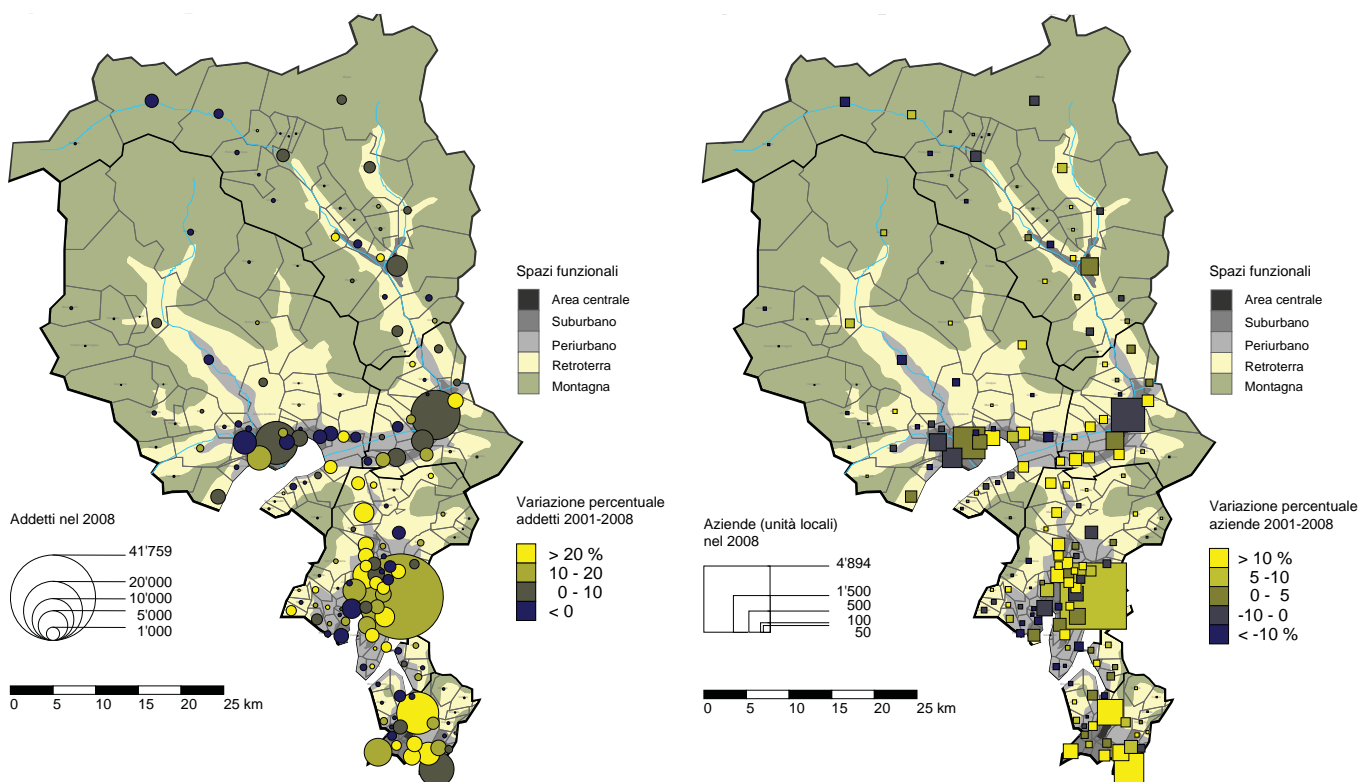 Spazi funzionali
Area centrale
Suburbano
Periurbano
Retroterra
Montagna
Variazione percentuale
addetti 2001-2008
> 20 %
10 - 20
0 - 10
< 0
Addetti nel 2008
41'759
20'000
10'000
5'000
1'000
0 5 10 15 20 25 km
Spazi funzionali
Area centrale
Suburbano
Periurbano
Retroterra
Montagna
Variazione percentuale
aziende 2001-2008
> 10 %
5 -10
0 - 5
-10 - 0
< -10 %
Aziende (unità locali)
nel 2008
4'894
1'500
500
100
50
0 5 10 15 20 25 km